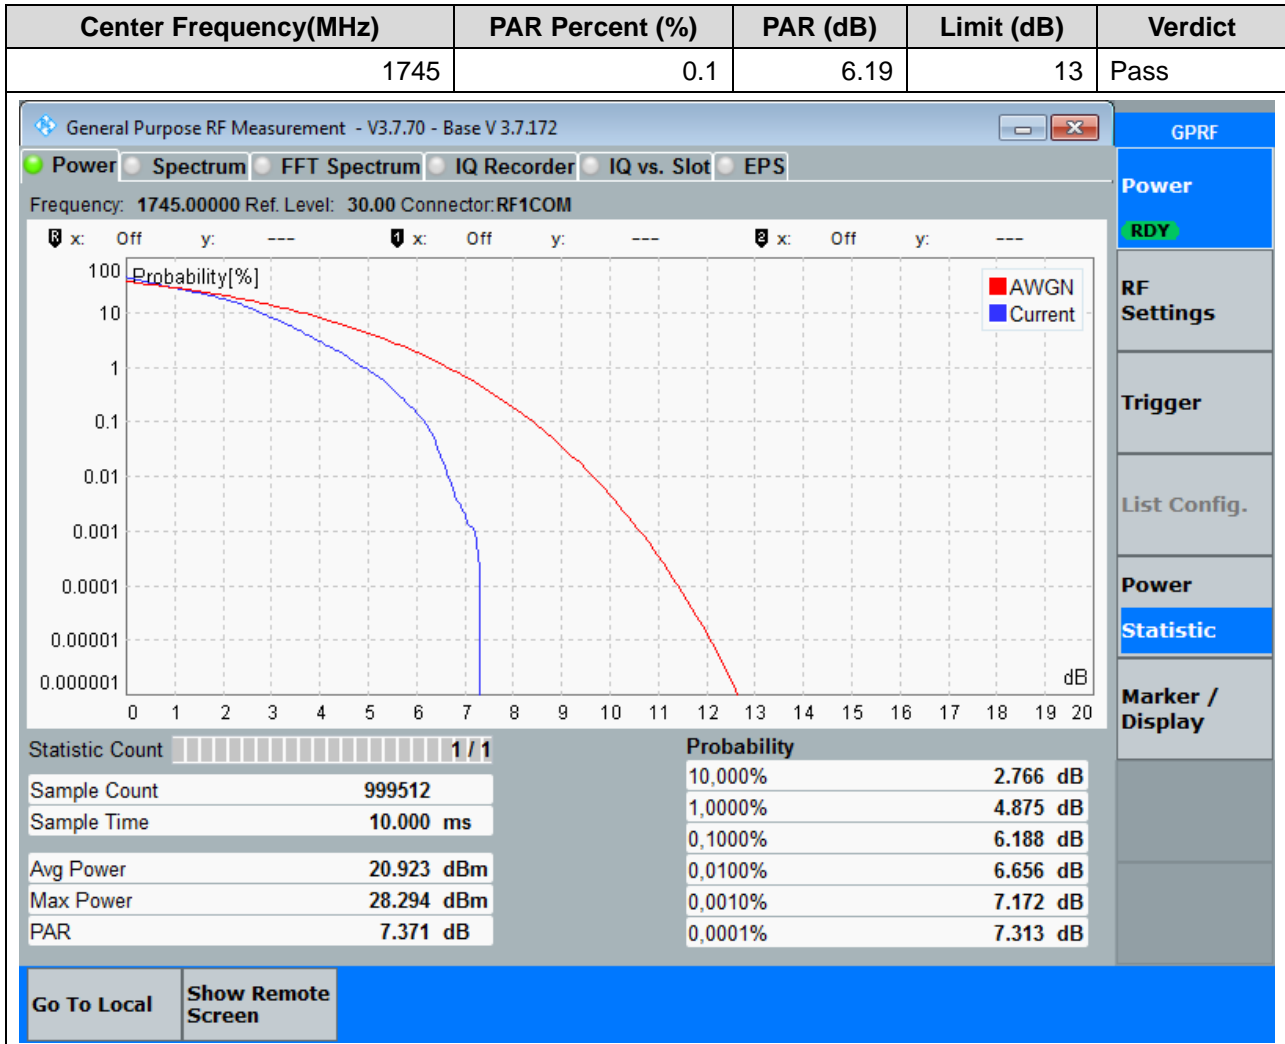 Center Frequency(MHz) PAR Percent (%) PAR (dB) Limit (dB) Verdict
1745 0.1 6.19 13 Pass
General Purpose RF Measurement - V3.7.70 - Base V 3.7.172
GPRF
Power Spectrum FFT Spectrum IQ Recorder IQ vs. Slot EPS
Frequency: 1745.00000 Ref. Level: 30.00 Connector:RF1COM
R x: Off y: --- 1 x: Off y: --- 2 x: Off y: ---
Probability[%]
AWGN
Current
100
10
1
0.1
0.01
0.001
0.0001
0.00001
0.000001
dB
0 1 2 3 4 5 6 7 8 9 10 11 12 13 14 15 16 17 18 19 20
Statistic Count 1 / 1
Sample Count 999512
Sample Time 10.000 ms
Avg Power 20.923 dBm
Max Power 28.294 dBm
PAR 7.371 dB
Probability
10,000% 2.766 dB
1,0000% 4.875 dB
0,1000% 6.188 dB
0,0100% 6.656 dB
0,0010% 7.172 dB
0,0001% 7.313 dB
Power
RDY
RF
Settings
Trigger
List Config.
Power
Statistic
Marker /
Display
Go To Local
Show Remote
Screen